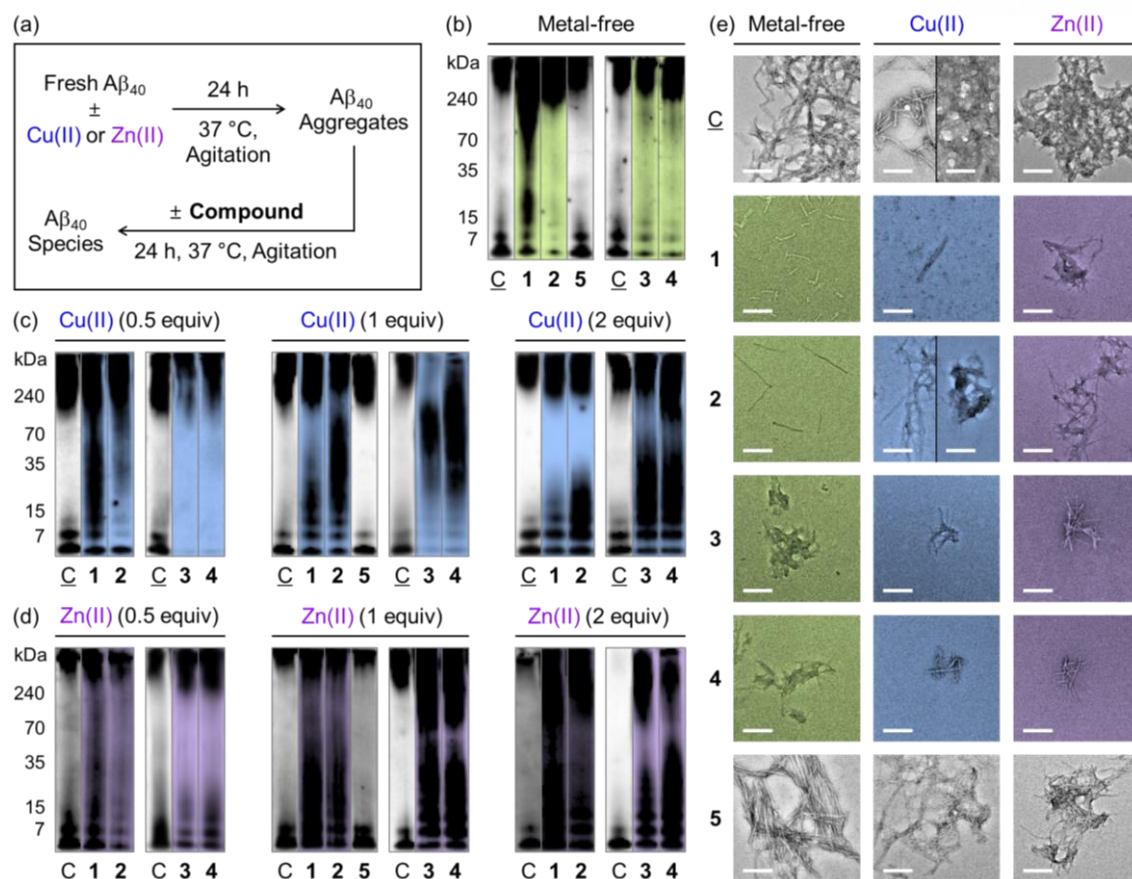 (a)
Fresh Aβ40
±
Cu(II) or Zn(II)
24 h
37 °C,
Agitation
Aβ40
Aggregates
± Compound
24 h, 37 °C, Agitation
Aβ40
Species
(b)
Metal-free
kDa
240
100
70
35
15
7
C 1 2 5 C 3 4
(c)
Cu(II) (0.5 equiv) Cu(II) (1 equiv) Cu(II) (2 equiv)
kDa
240
70
35
15
7
C 1 2 C 3 4 C 1 2 5 C 3 4 C 1 2 C 3 4
(d)
Zn(II) (0.5 equiv) Zn(II) (1 equiv) Zn(II) (2 equiv)
kDa
240
70
35
15
7
C 1 2 C 3 4 C 1 2 5 C 3 4 C 1 2 C 3 4
(e)
Metal-free Cu(II) Zn(II)
C
1
2
3
4
5